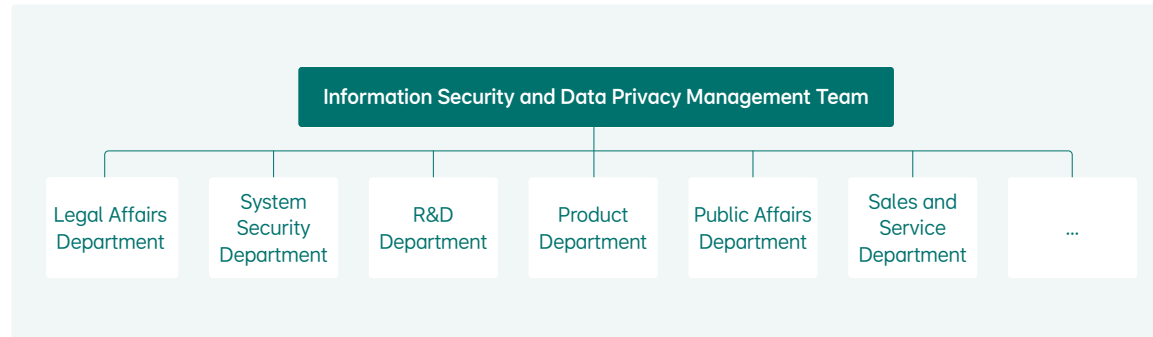 Information Security and Data Privacy Management Team
Legal Affairs
Department
System
Security
Department
R&D
Department
Product
Department
Public Affairs
Department
Sales and
Service
Department
...